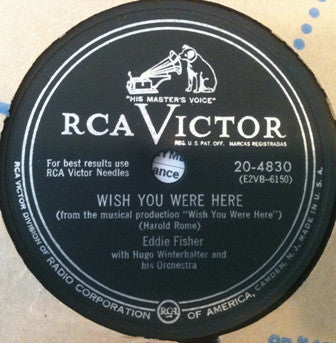 "HIS MASTER'S VOICE"
RCA VICTOR
REG. U. S. PAT. OFF. MARCAS REGISTRADAS
For best results use
RCA Victor Needles
20-4830
(E2VB-6150)
WISH YOU WERE HERE
(from the musical production "Wish You Were Here")
(Harold Rome)
Eddie Fisher
with Hugo Winterhalter and
his Orchestra
RCA VICTOR DIVISION OF RADIO CORPORATION OF AMERICA, CAMDEN, N. J. MADE IN U. S. A.
RCA
ance